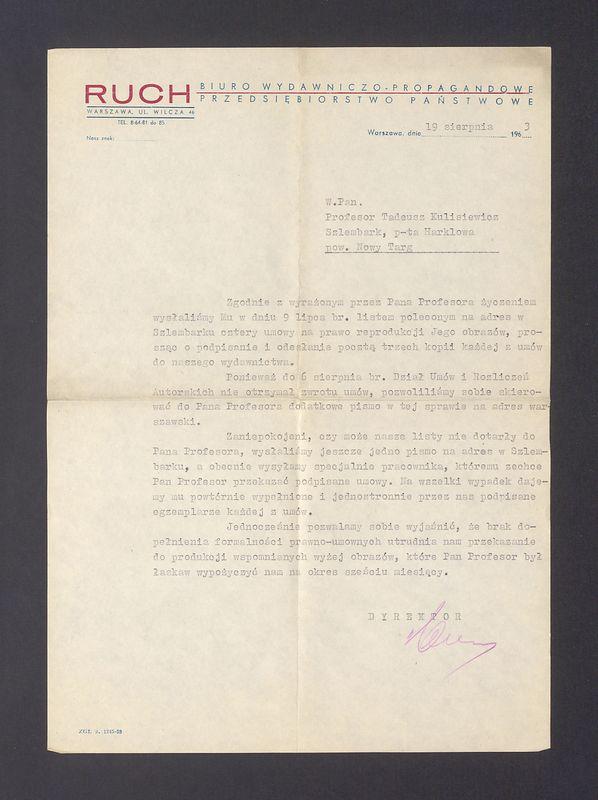 RUCH
BIURO WYDAWNICZO-PROPAGANDOWE
PRZEDSIĘBIORSTWO PAŃSTWOWE
WARSZAWA, UL. WILCZA 46
TEL. 8-64-81 do 85
Nasz znak:
Warszawa, dnia 19 sierpnia 1963
W.Pan.
Profesor Tadeusz Kulisiewicz
Szlembark, p-ta Harklowa
pow. Nowy Targ
Zgodnie z wyrażonym przez Pana Profesora życzeniem
wysłaliśmy Mu w dniu 9 lipca br. listem poleconym na adres w
Szlembarku cztery umowy na prawo reprodukcji Jego obrazów, pro-
sząc o podpisanie i odesłanie pocztą trzech kopii każdej z umów
do naszego wydawnictwa.
Ponieważ do 6 sierpnia br. Dział Umów i Rozliczeń
Autorskich nie otrzymał zwrotu umów, pozwoliliśmy sobie skiero-
wać do Pana Profesora dodatkowe pismo w tej sprawie na adres war-
szawski.
Zaniepokojeni, czy może nasze listy nie dotarły do
Pana Profesora, wysłaliśmy jeszcze jedno pismo na adres w Szlem-
barku, a obecnie wysyłamy specjalnie pracownika, któremu zechce
Pan Profesor przekazać podpisane umowy. Na wszelki wypadek daje-
my mu powtórnie wypełnione i jednostronnie przez nas podpisane
egzemplarze każdej z umów.
Jednocześnie pozwalamy sobie wyjaśnić, że brak do-
pełnienia formalności prawno-umownych utrudnia nam przekazanie
do produkcji wspomnianych wyżej obrazów, które Pan Profesor był
łaskaw wypożyczyć nam na okres sześciu miesięcy.
DYREKTOR